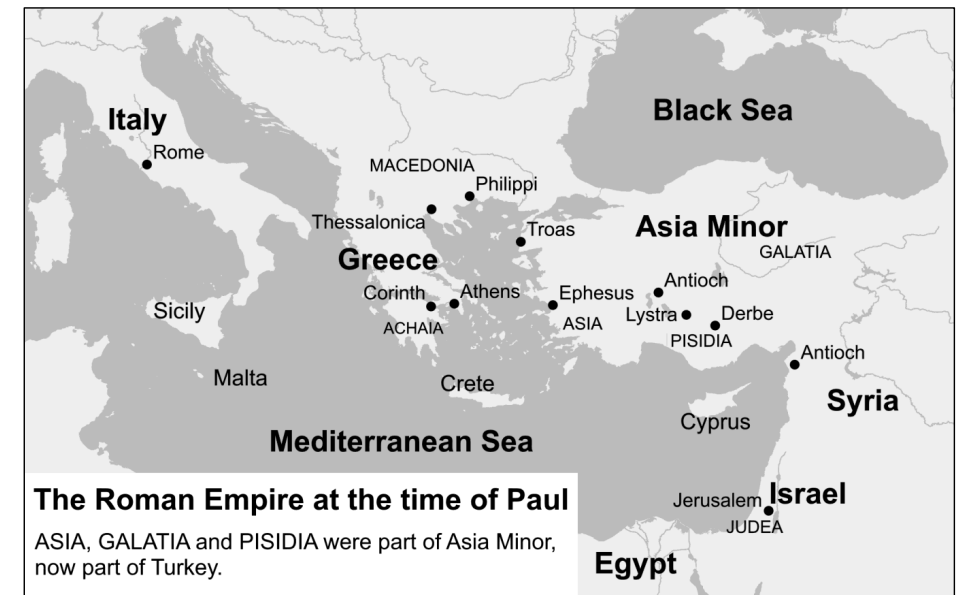 Black Sea
Italy
Rome
MACEDONIA
Philippi
Thessalonica
Troas
Asia Minor
GALATIA
Greece
Antioch
Corinth
Athens
Ephesus
Sicily
Lystra
Derbe
ACHAIA
ASIA
PISIDIA
Antioch
Malta
Crete
Syria
Cyprus
Mediterranean Sea
The Roman Empire at the time of Paul
Jerusalem
Israel
JUDEA
ASIA, GALATIA and PISIDIA were part of Asia Minor,
now part of Turkey.
Egypt